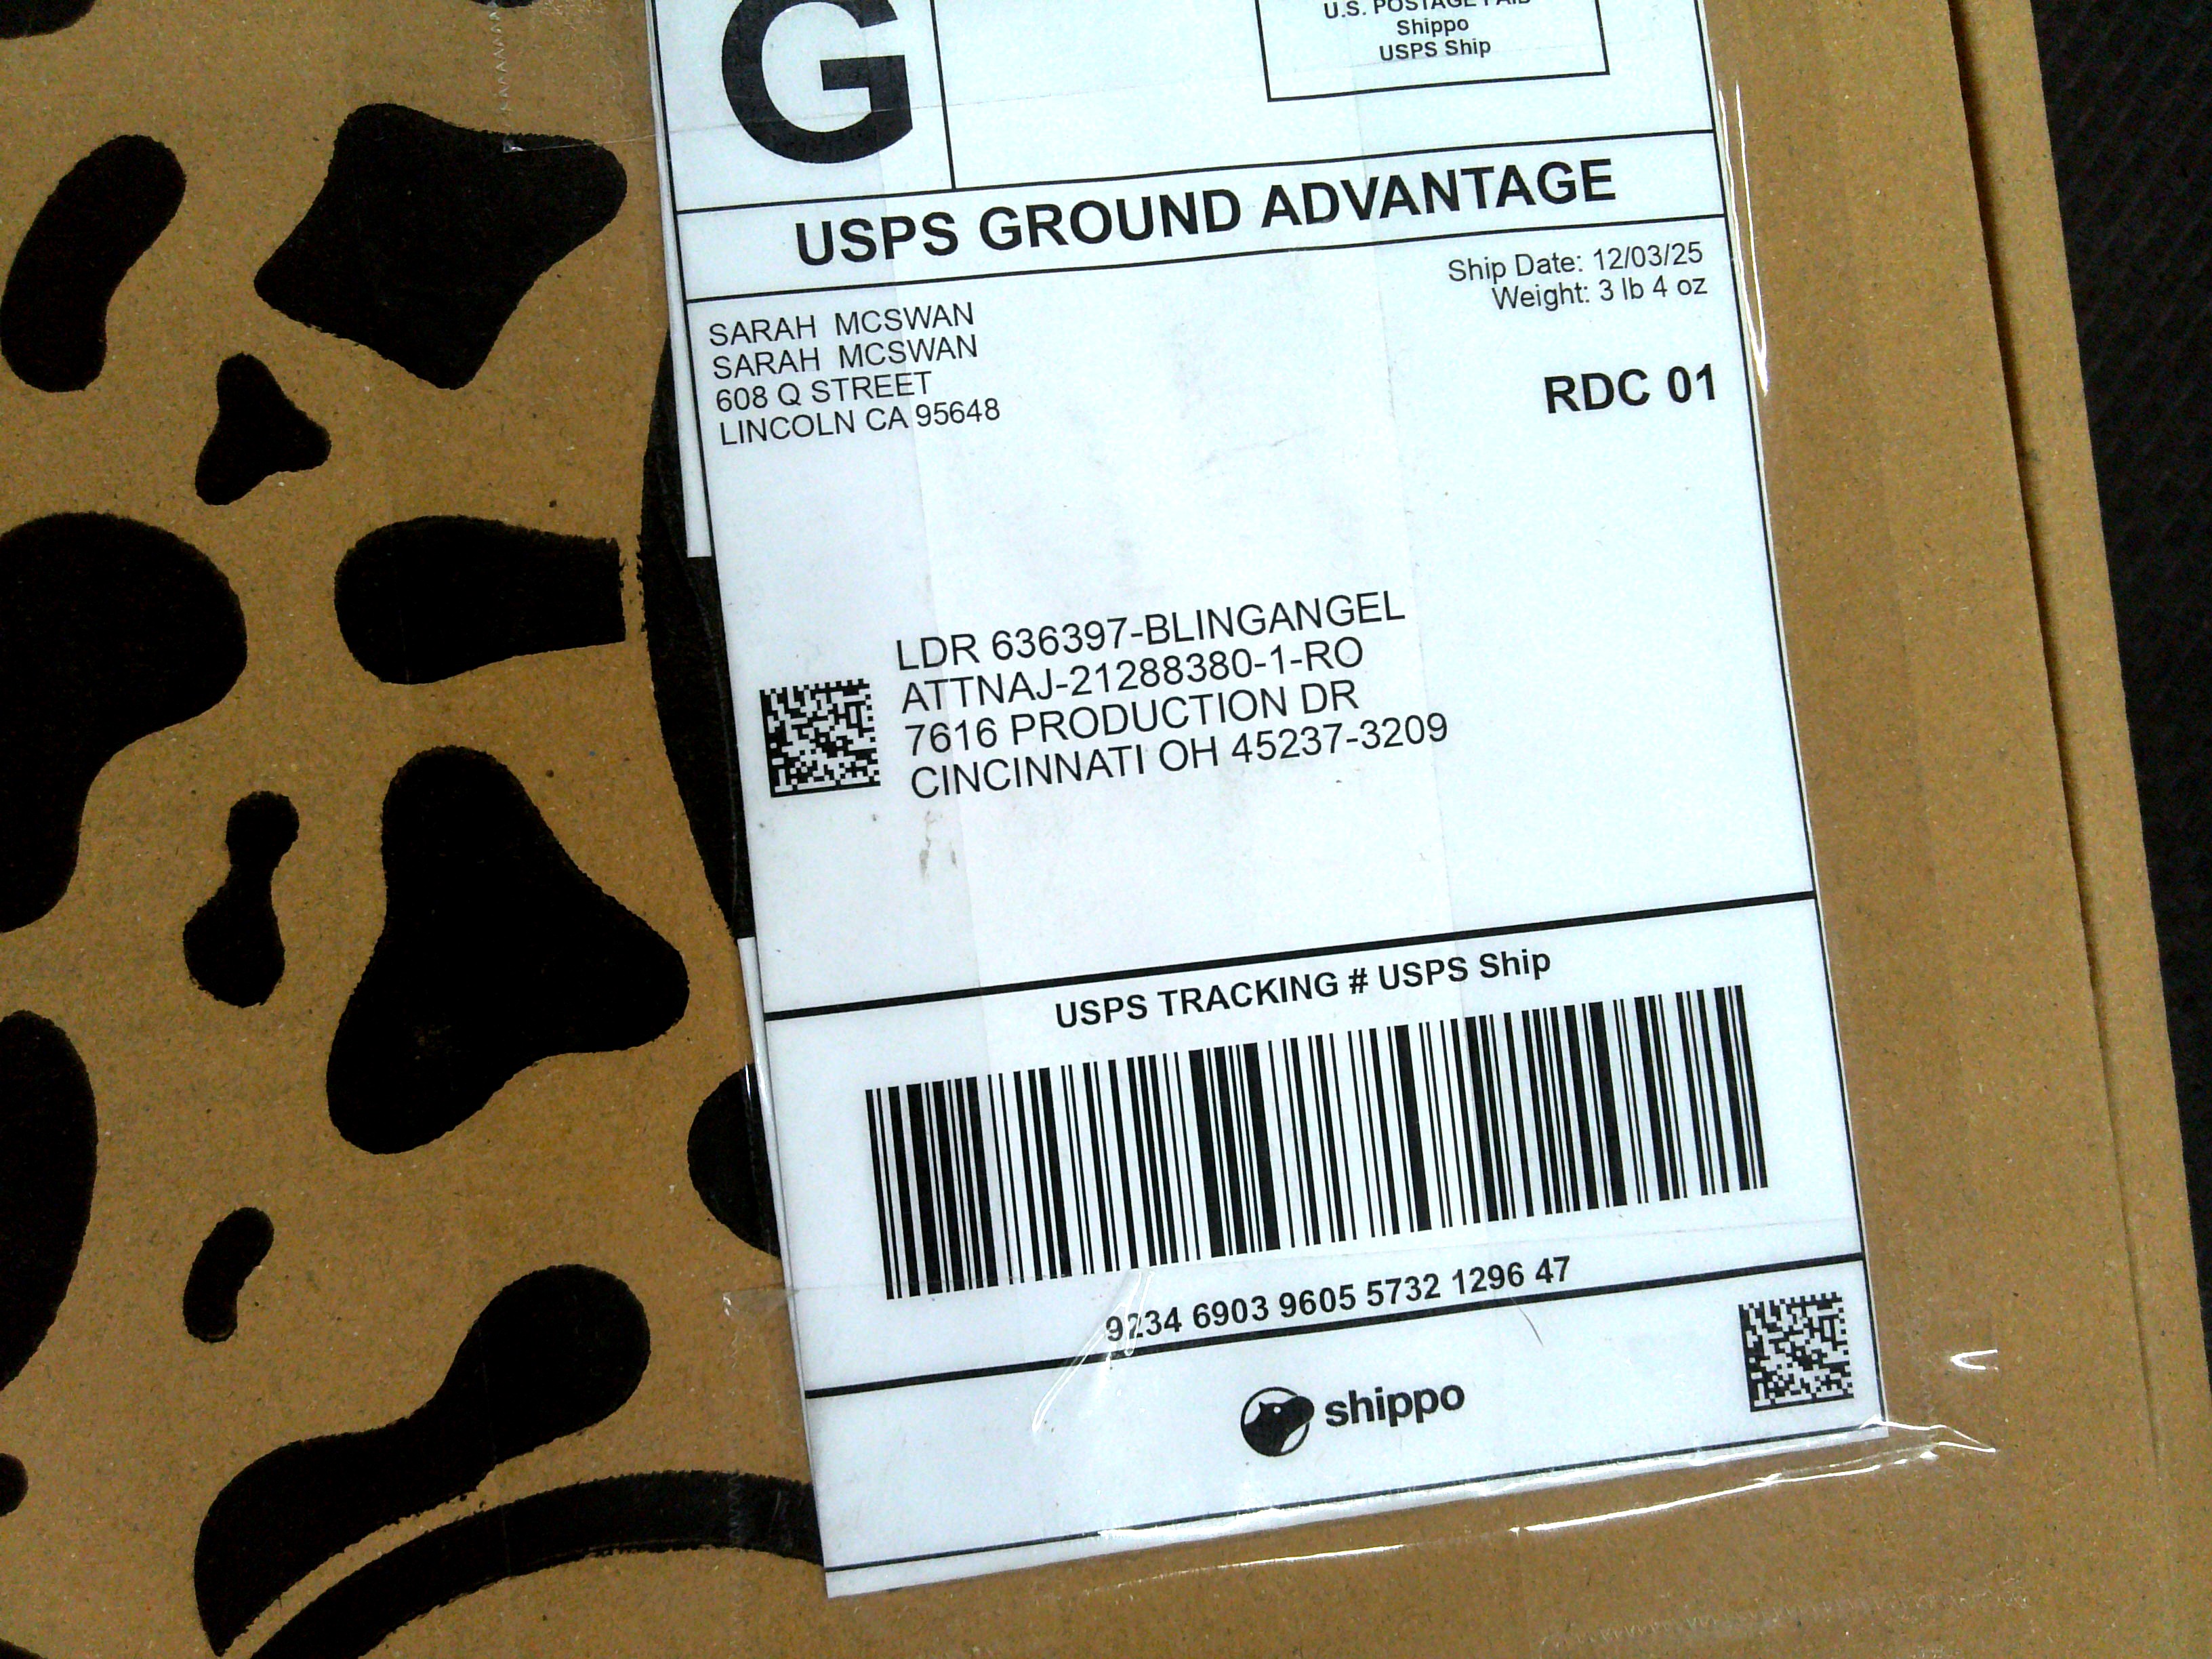 G
U.S. POSTAGE PAID
Shippo
USPS Ship
USPS GROUND ADVANTAGE
Ship Date: 12/03/25
Weight: 3 lb 4 oz
SARAH MCSWAN
SARAH MCSWAN
608 Q STREET
LINCOLN CA 95648
RDC 01
LDR 636397-BLINGANGEL
ATTNAJ-21288380-1-RO
7616 PRODUCTION DR
CINCINNATI OH 45237-3209
USPS TRACKING # USPS Ship
9234 6903 9605 5732 1296 47
shippo